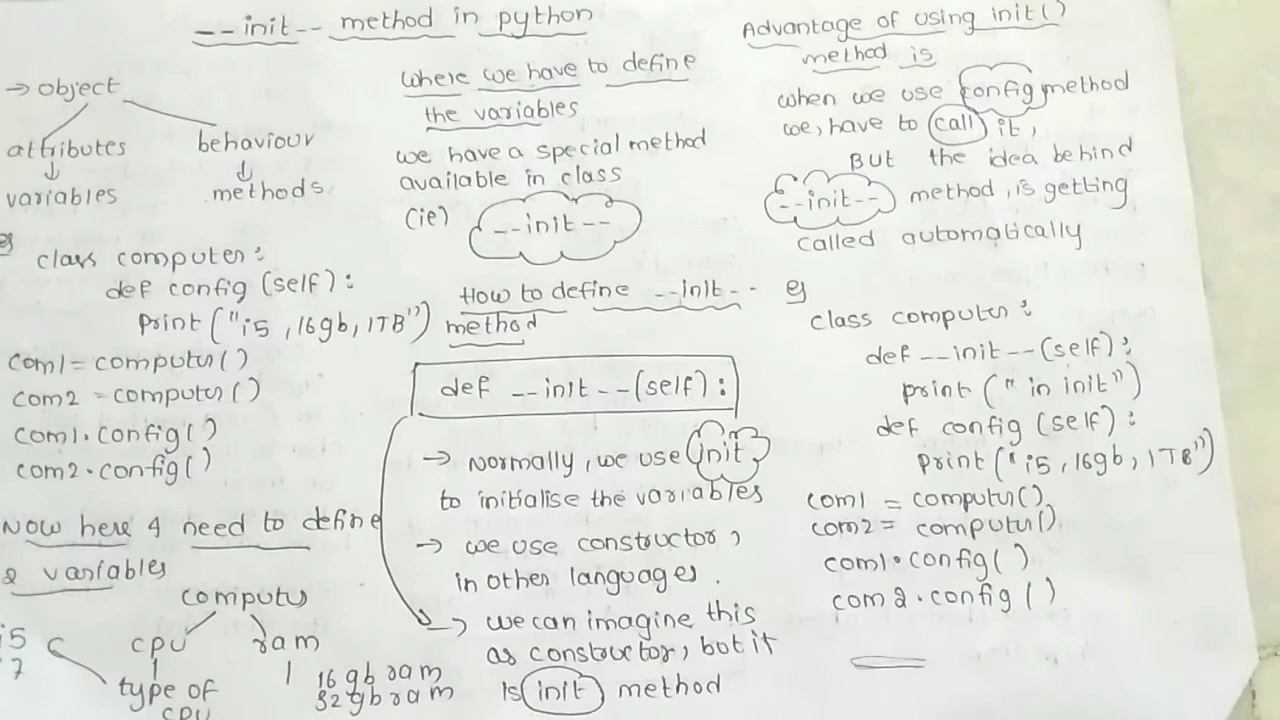 --init-- method in python
→ object
attributes behaviour
↓ ↓
variables methods
eg
class computer:
def config (self):
print ("i5, 16gb, 1TB")
com1 = computer()
com2 = computer()
com1.config()
com2.config()
Now here I need to define
2 variables
computer
cpu ram
i5
7
type of
CPU
16 gb ram
32 gb ram
where we have to define
the variables
we have a special method
available in class
(ie) --init--
How to define --init--
method
def --init--(self):
→ Normally, we use init
to initialise the variables
→ we use constructor,
in other languages.
→ we can imagine this
as constructor, but it
is init method
Advantage of using init()
method is
when we use config method
we, have to call it,
But the idea behind
--init-- method, is getting
called automatically
eg
class computer:
def --init--(self):
print ("in init")
def config (self):
print ("i5, 16gb, 1TB")
com1 = computer()
com2 = computer()
com1.config()
com2.config()